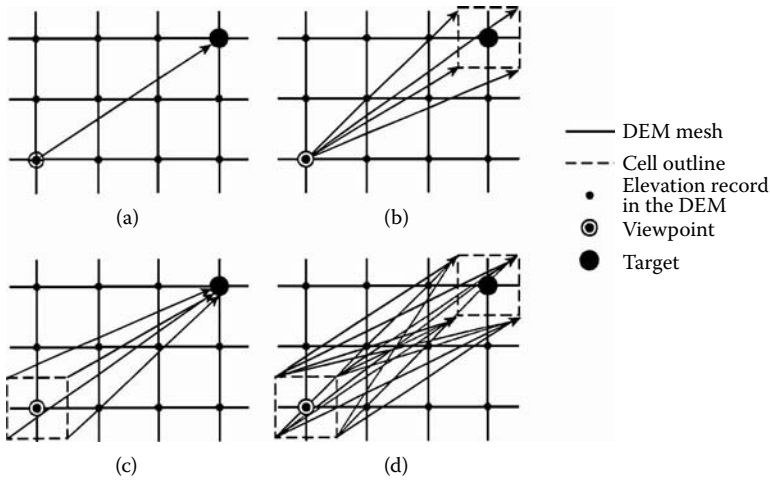 (a)
(b)
DEM mesh
Cell outline
Elevation record
in the DEM
Viewpoint
Target
(c)
(d)